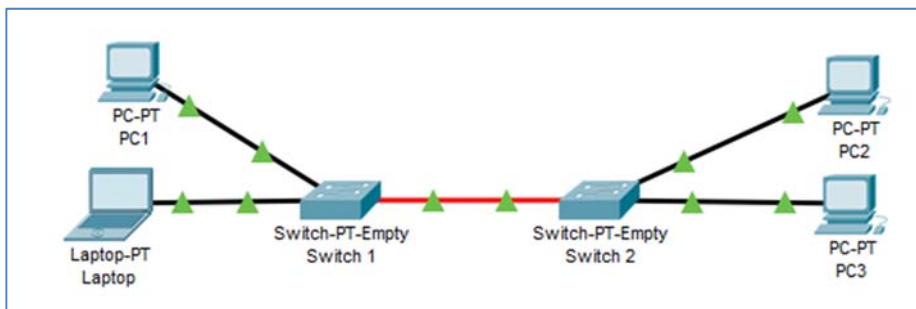 PC-PT
PC1
Laptop-PT
Laptop
Switch-PT-Empty
Switch 1
Switch-PT-Empty
Switch 2
PC-PT
PC2
PC-PT
PC3